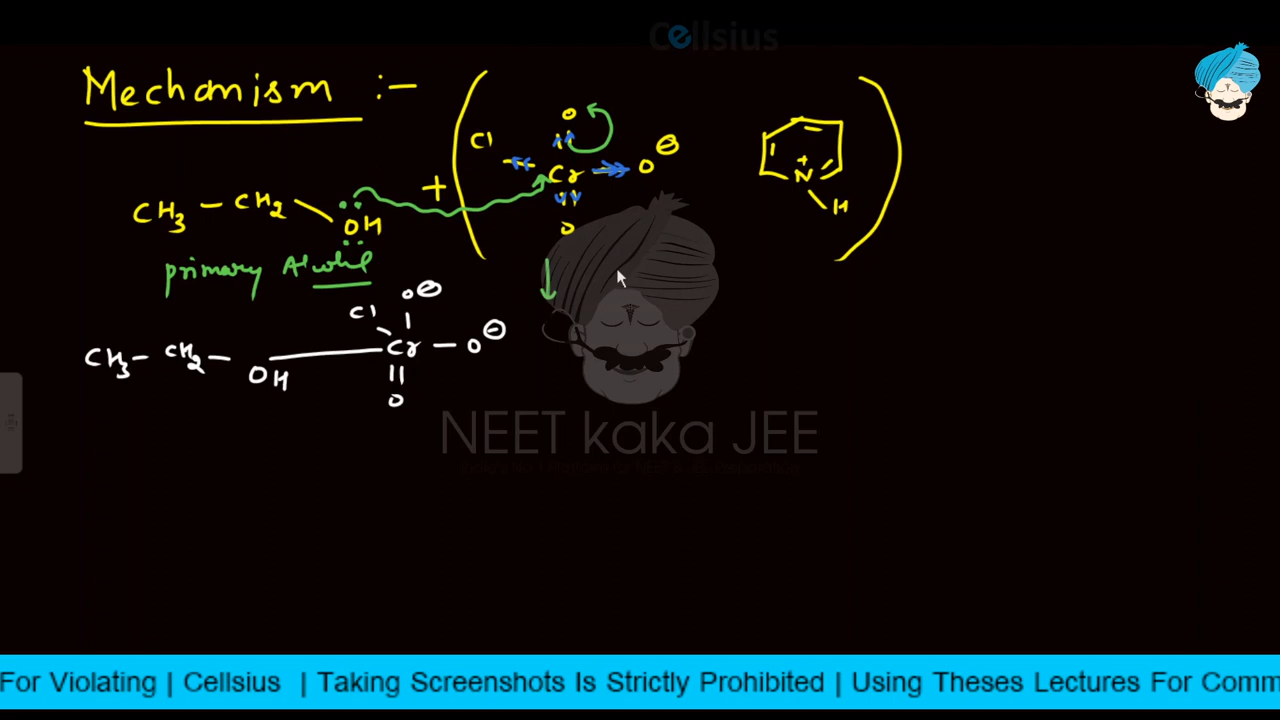 Cellsius
Mechanism :-
O
Cl Cr O ⊖
O
N + H
CH3 - CH2 OH +
primary Alcohol
Cl O ⊖
CH3 - CH2 - OH Cr - O ⊖
O
NEET kaka JEE
For Violating | Cellsius | Taking Screenshots Is Strictly Prohibited | Using Theses Lectures For Comm